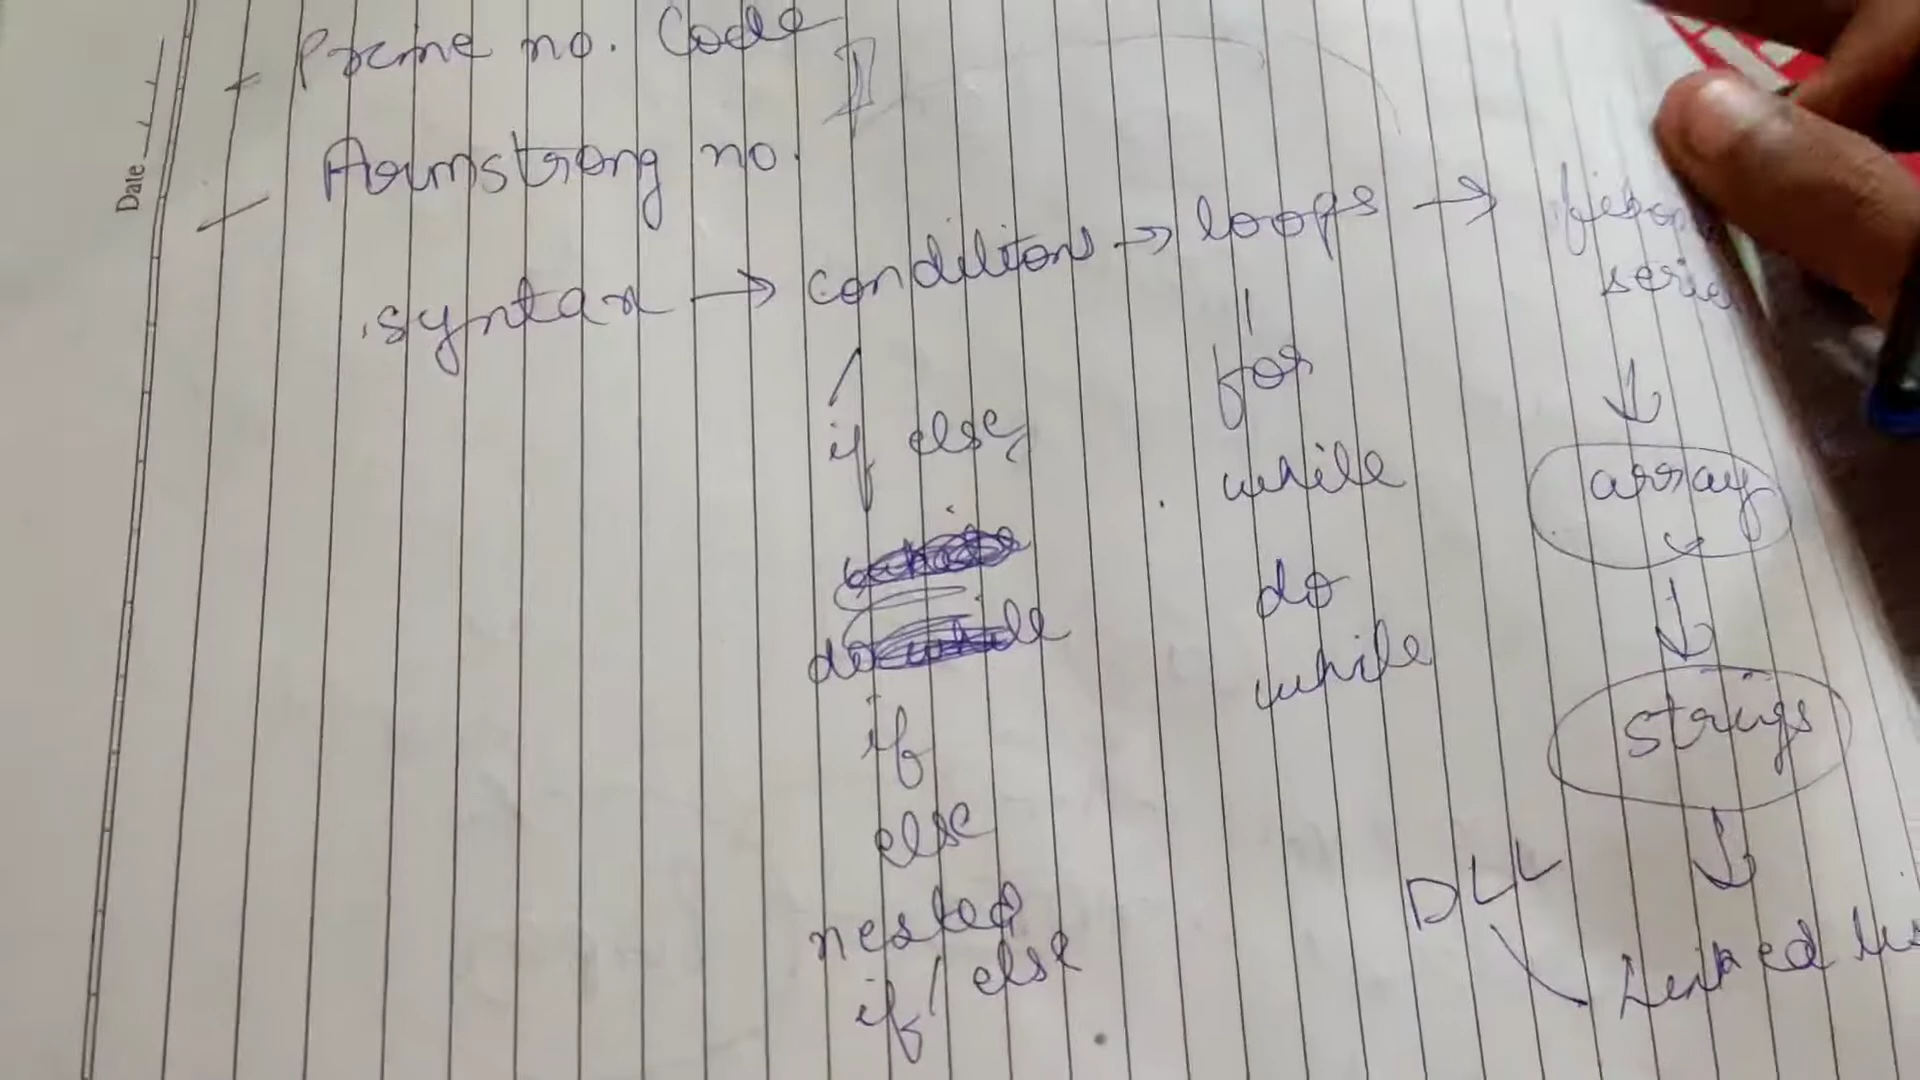 Date
Prime no. Code
Armstrong no.
syntax → conditions → loops →
series
if else
if
else
nested
if else
for
while
do
while
array
strings
DLL
Linked